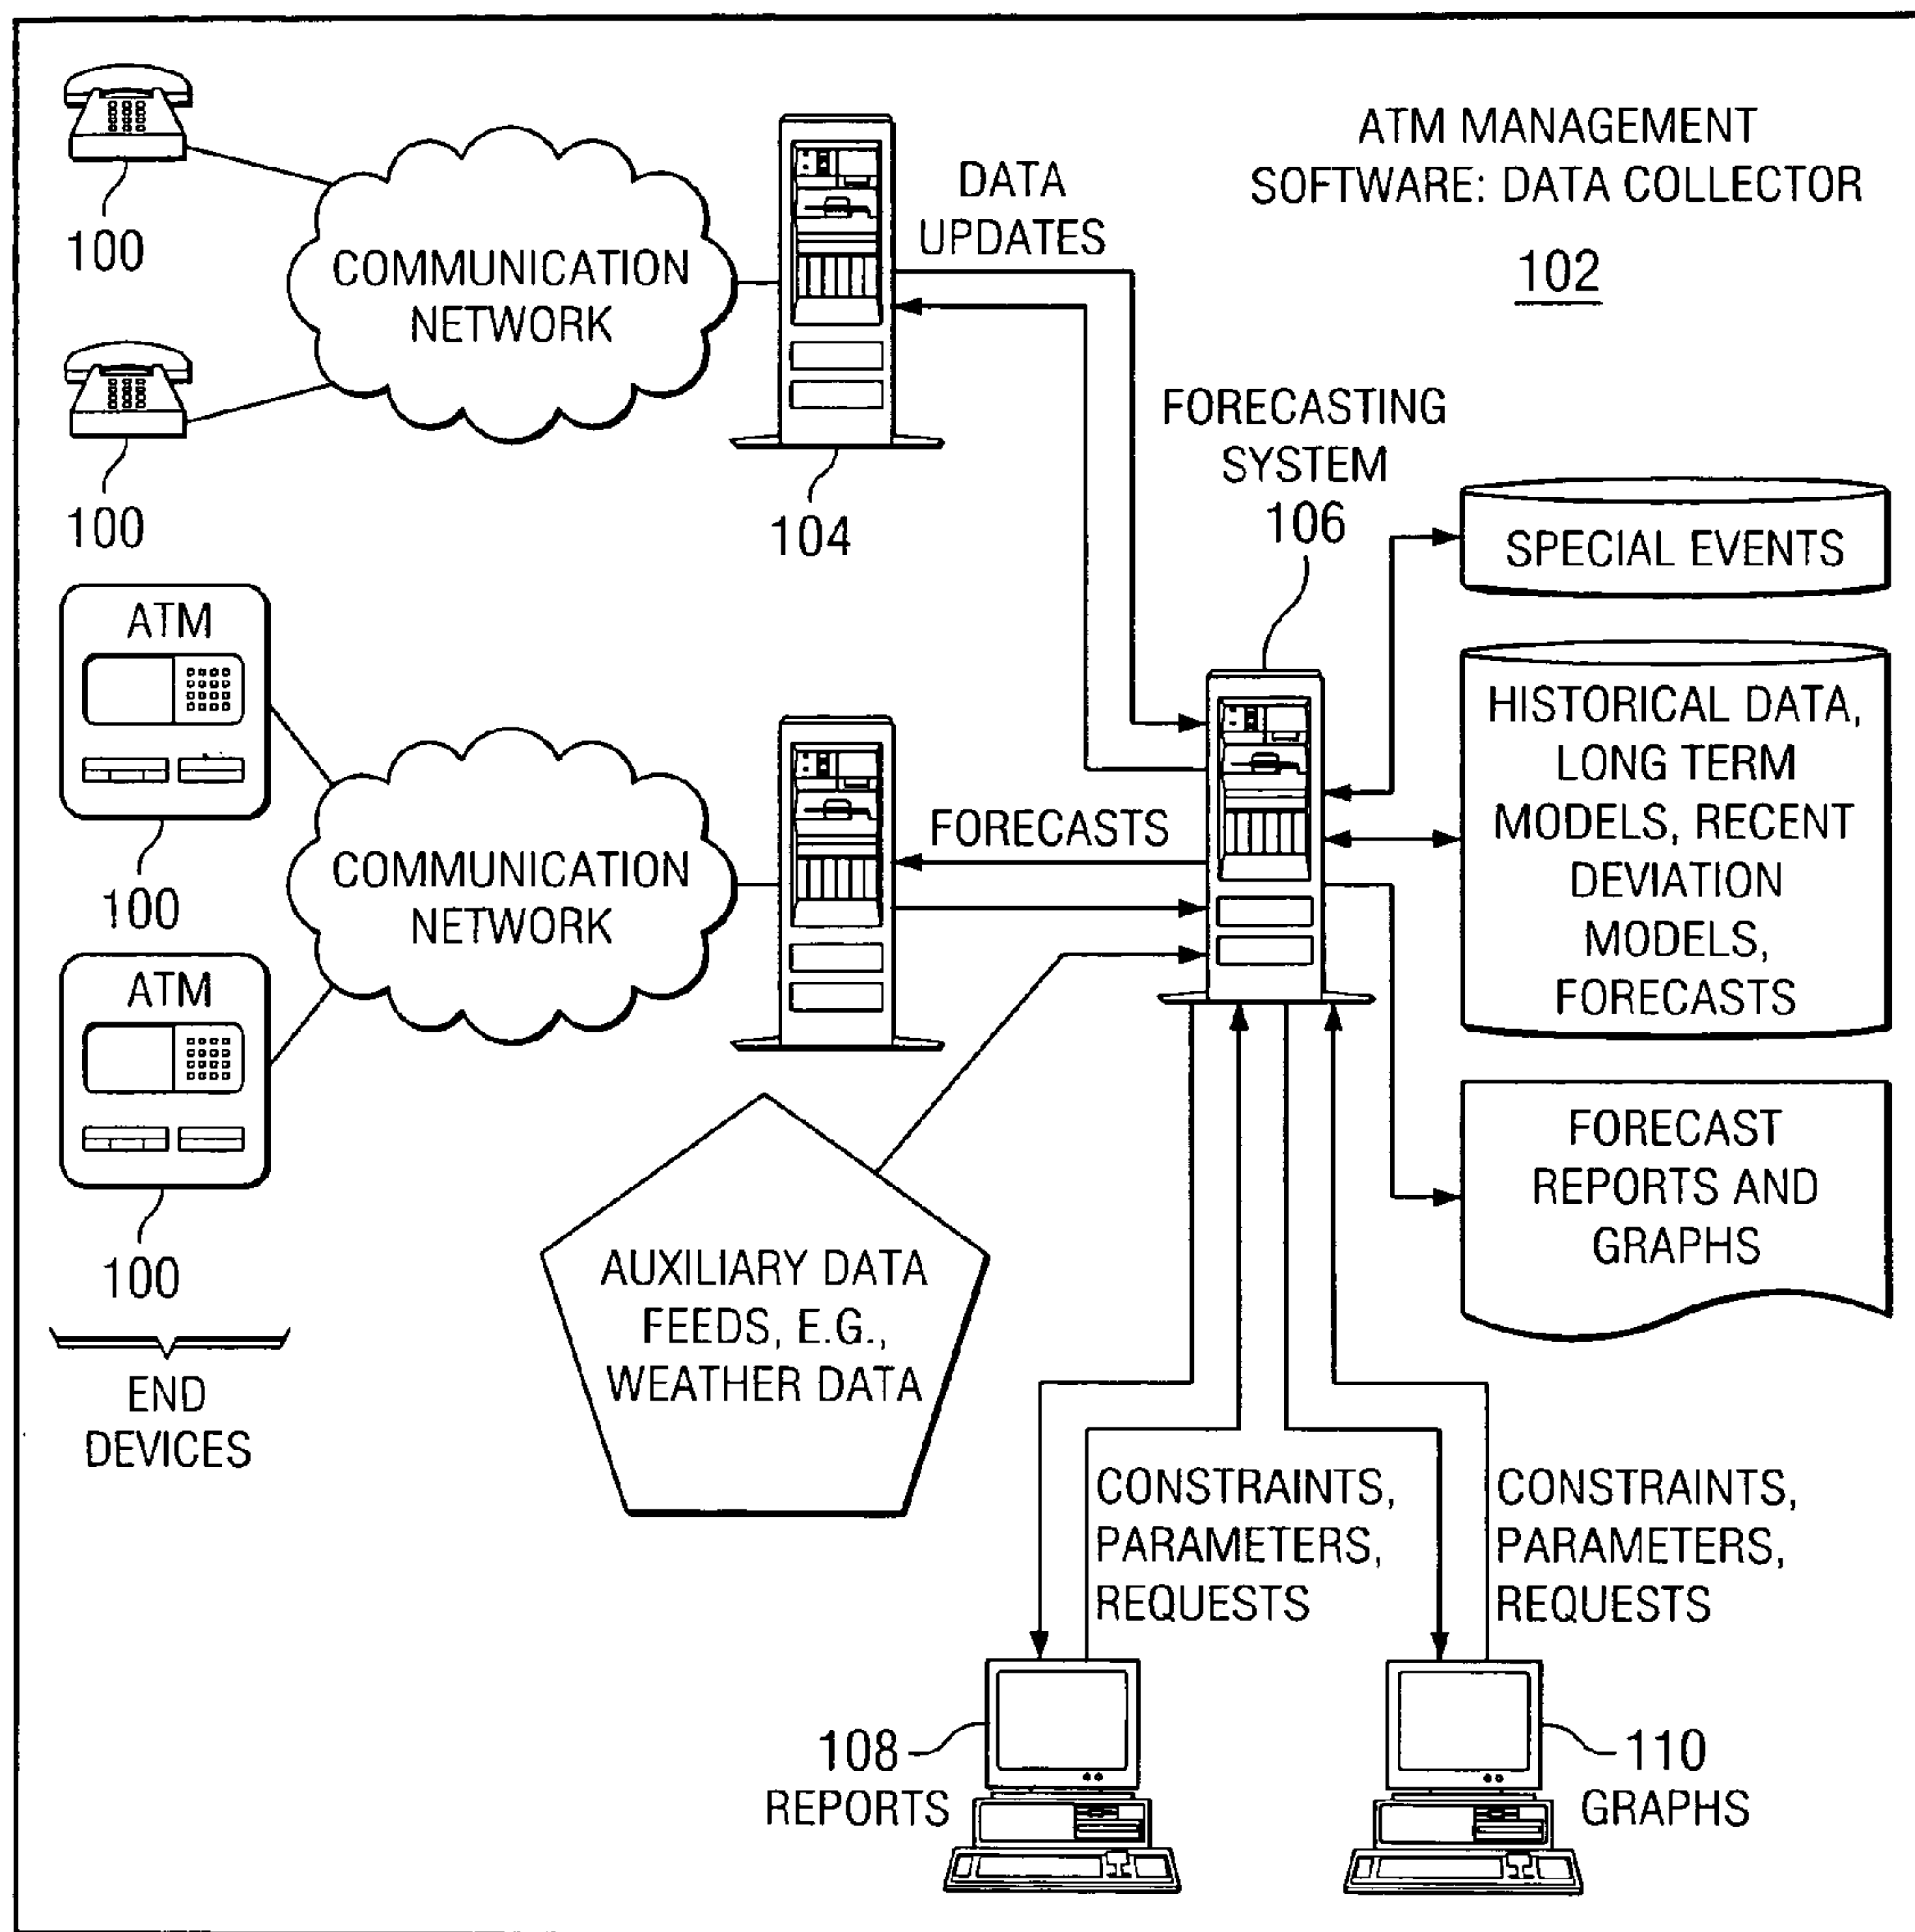 ATM MANAGEMENT
SOFTWARE: DATA COLLECTOR
102
100
COMMUNICATION
NETWORK
DATA
UPDATES
100
104
FORECASTING
SYSTEM
106
SPECIAL EVENTS
ATM
100
COMMUNICATION
NETWORK
FORECASTS
HISTORICAL DATA,
LONG TERM
MODELS, RECENT
DEVIATION
MODELS,
FORECASTS
ATM
100
END
DEVICES
AUXILIARY DATA
FEEDS, E.G.,
WEATHER DATA
FORECAST
REPORTS AND
GRAPHS
CONSTRAINTS,
PARAMETERS,
REQUESTS
CONSTRAINTS,
PARAMETERS,
REQUESTS
108
REPORTS
110
GRAPHS